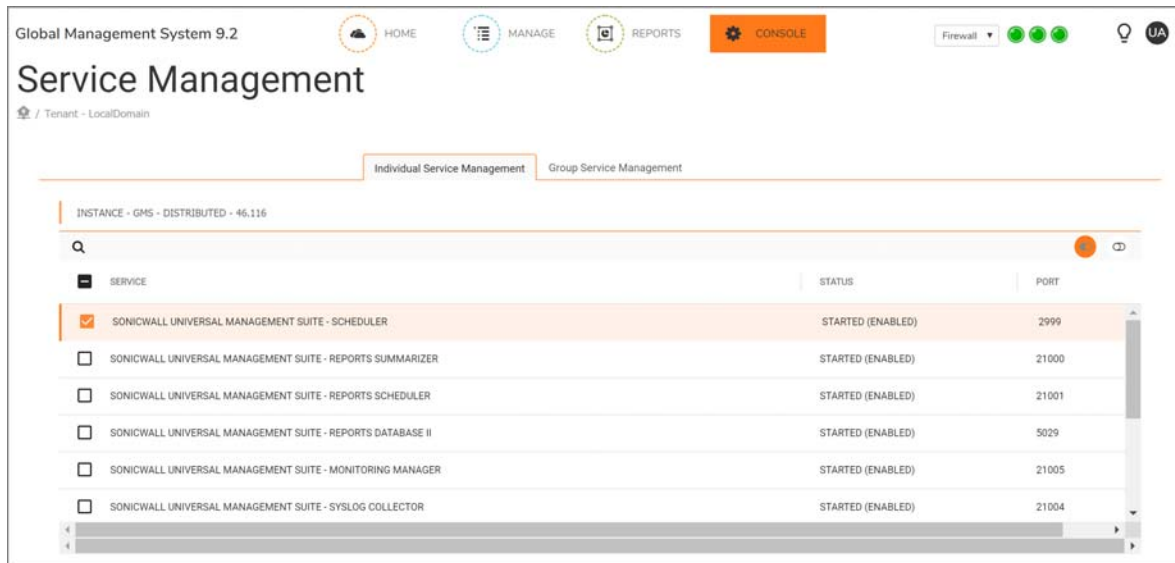 Global Management System 9.2 HOME MANAGE REPORTS CONSOLE Firewall UA
Service Management
/ Tenant - LocalDomain
Individual Service Management Group Service Management
INSTANCE - GMS - DISTRIBUTED - 46.116
SERVICE STATUS PORT
SONICWALL UNIVERSAL MANAGEMENT SUITE - SCHEDULER STARTED (ENABLED) 2999
SONICWALL UNIVERSAL MANAGEMENT SUITE - REPORTS SUMMARIZER STARTED (ENABLED) 21000
SONICWALL UNIVERSAL MANAGEMENT SUITE - REPORTS SCHEDULER STARTED (ENABLED) 21001
SONICWALL UNIVERSAL MANAGEMENT SUITE - REPORTS DATABASE II STARTED (ENABLED) 5029
SONICWALL UNIVERSAL MANAGEMENT SUITE - MONITORING MANAGER STARTED (ENABLED) 21005
SONICWALL UNIVERSAL MANAGEMENT SUITE - SYSLOG COLLECTOR STARTED (ENABLED) 21004